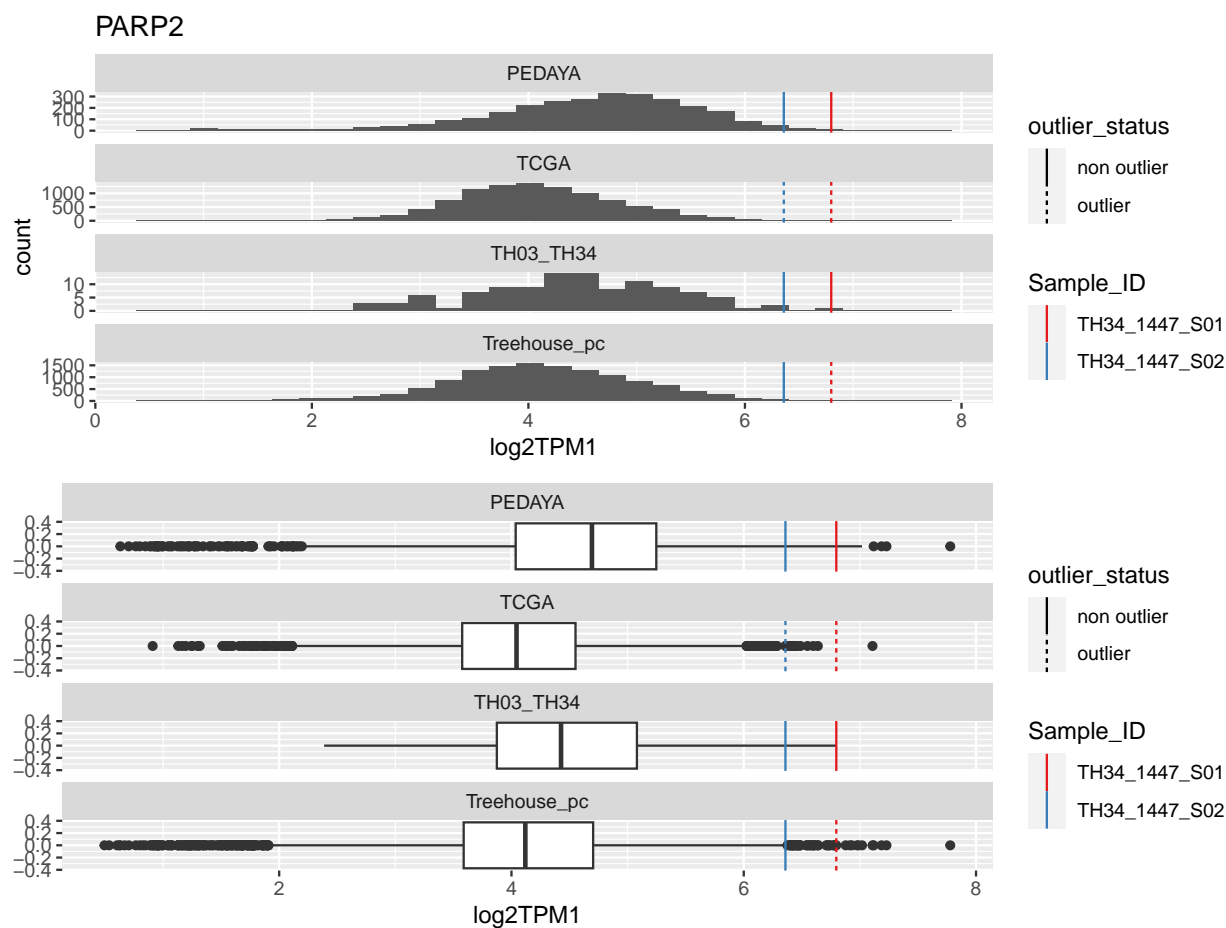 PARP2
PEDAYA
300
200
100
0
TCGA
1000
500
0
TH03_TH34
10
5
0
Treehouse_pc
1500
1000
500
0
0 2 4 6 8
log2TPM1
count
outlier_status
non outlier
outlier
Sample_ID
TH34_1447_S01
TH34_1447_S02
PEDAYA
0.4
0.2
0.0
−0.2
−0.4
TCGA
0.4
0.2
0.0
−0.2
−0.4
TH03_TH34
0.4
0.2
0.0
−0.2
−0.4
Treehouse_pc
0.4
0.2
0.0
−0.2
−0.4
2 4 6 8
log2TPM1
outlier_status
non outlier
outlier
Sample_ID
TH34_1447_S01
TH34_1447_S02